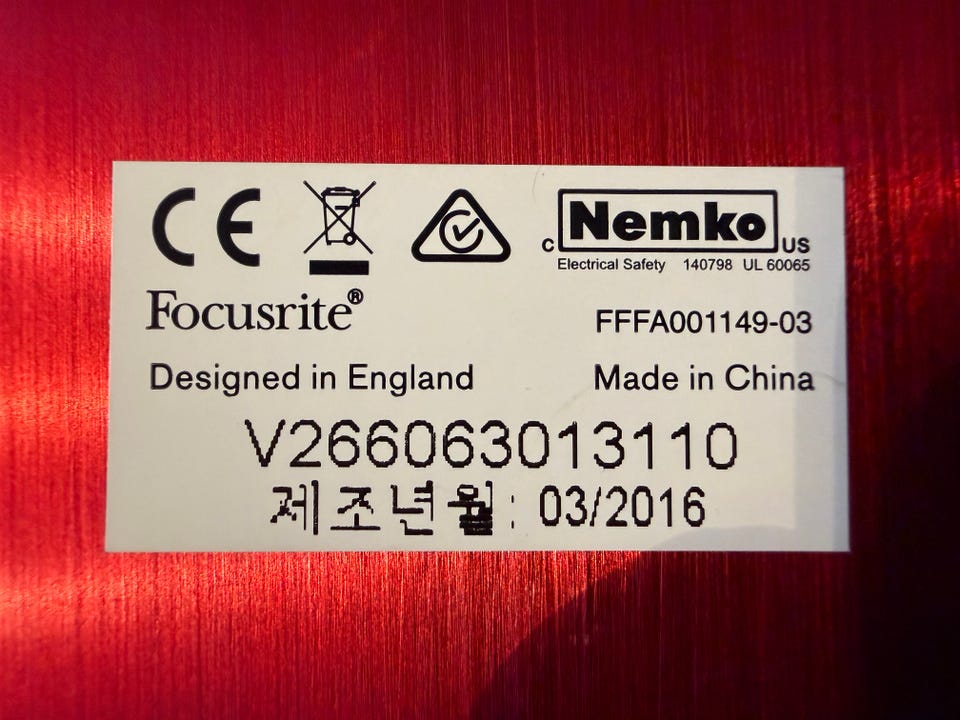 CE
c Nemko US
Electrical Safety 140798 UL 60065
Focusrite® FFFA001149-03
Designed in England Made in China
V266063013110
제조년월: 03/2016